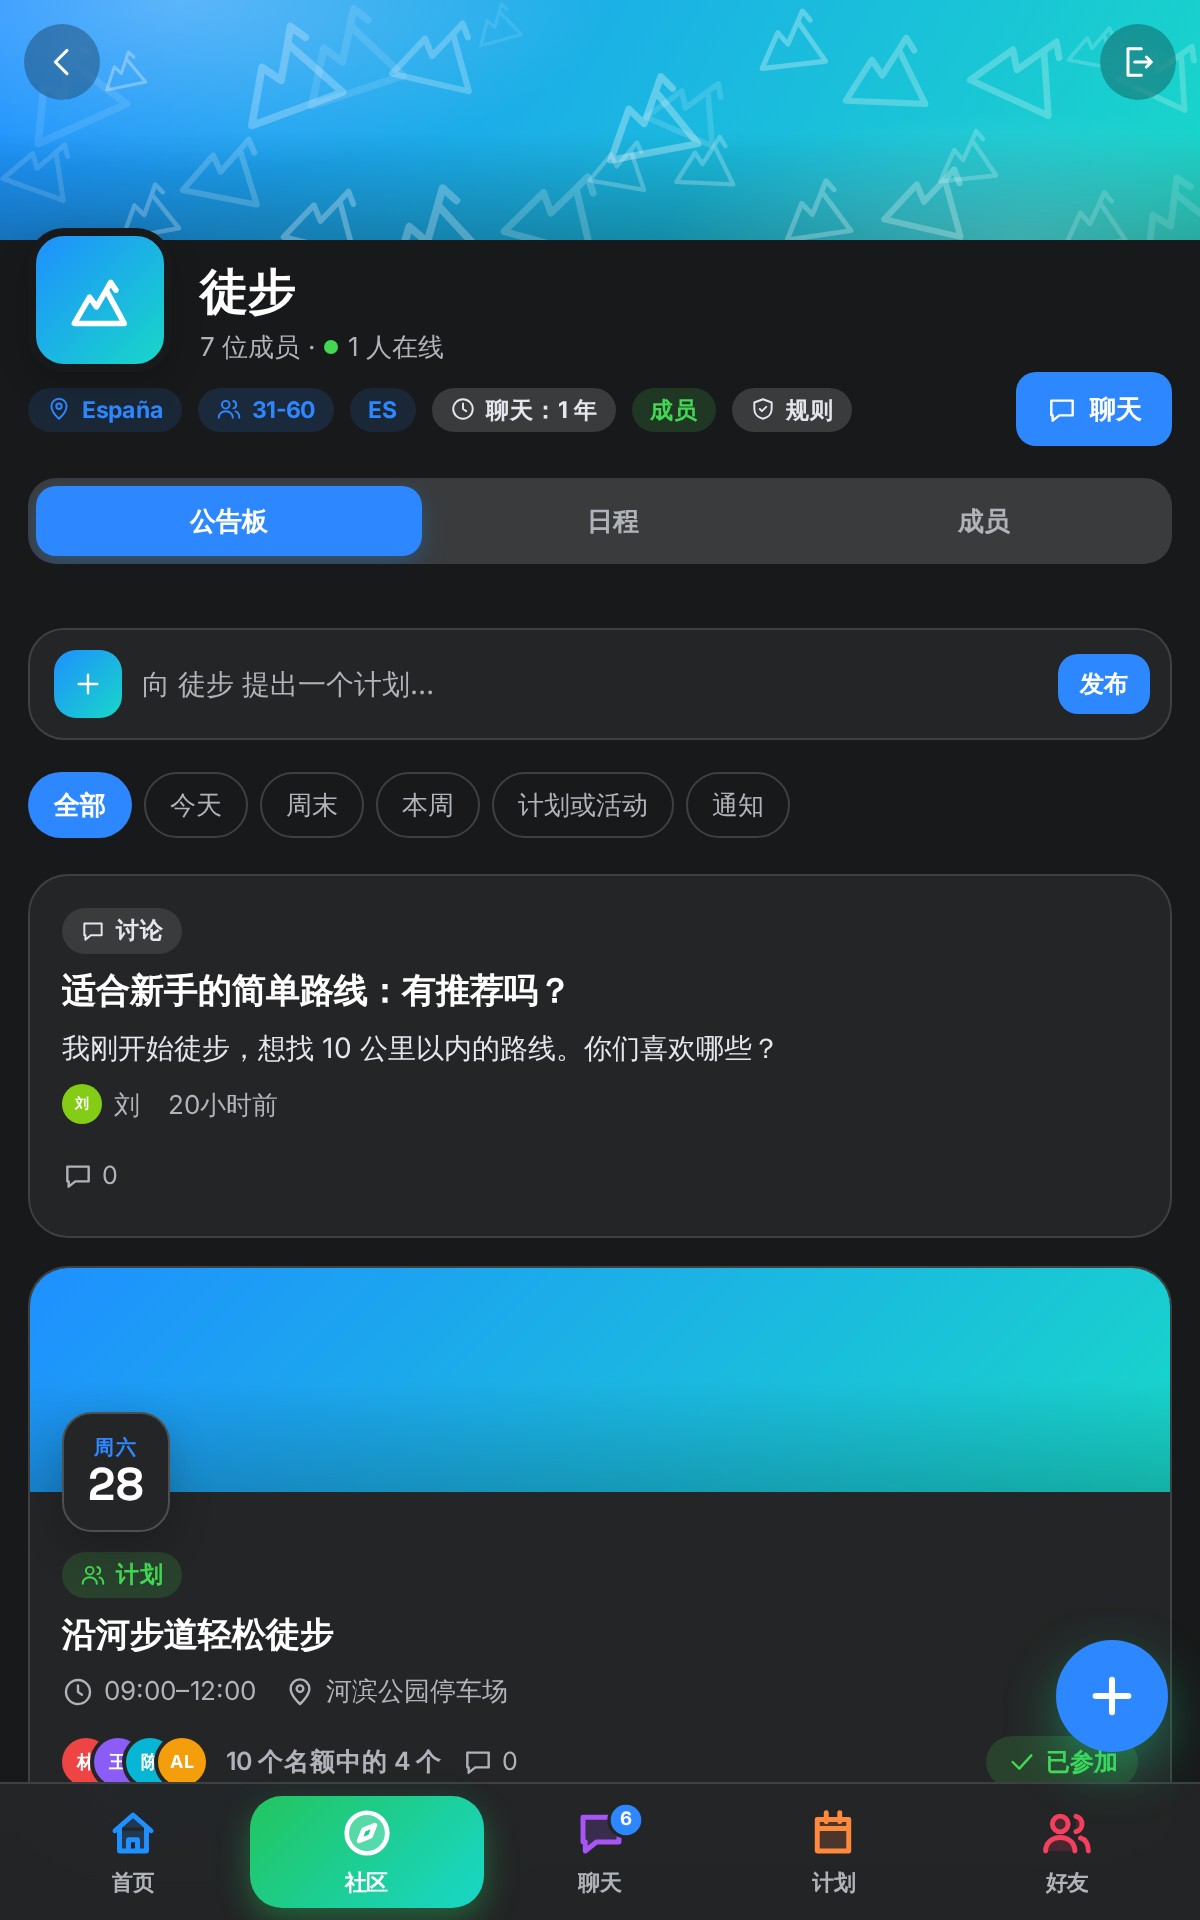 徒步
7 位成员 · 1 人在线
España 31-60 ES 聊天：1 年 成员 规则 聊天
公告板 日程 成员
向 徒步 提出一个计划... 发布
全部 今天 周末 本周 计划或活动 通知
讨论
适合新手的简单路线：有推荐吗？
我刚开始徒步，想找 10 公里以内的路线。你们喜欢哪些？
刘 刘 20小时前
0
周六
28
计划
沿河步道轻松徒步
09:00–12:00 河滨公园停车场
林 王 陈 AL 10 个名额中的 4 个 0 已参加
6
首页 社区 聊天 计划 好友